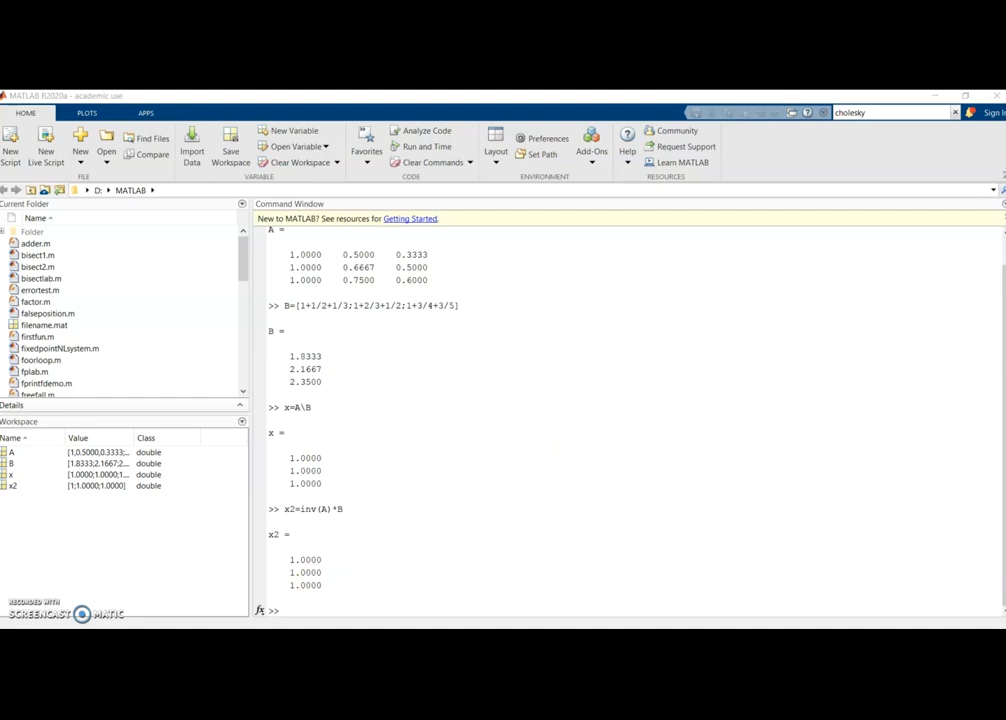 MATLAB R2020a - academic use
HOME PLOTS APPS
cholesky
Sign In
New Script
New Live Script
New
Open
Find Files
Compare
Import Data
Save Workspace
New Variable
Open Variable
Clear Workspace
Favorites
Analyze Code
Run and Time
Clear Commands
Layout
Preferences
Set Path
Add-Ons
Help
Community
Request Support
Learn MATLAB
FILE VARIABLE CODE ENVIRONMENT RESOURCES
D: MATLAB
Current Folder
Name
Folder
adder.m
bisect1.m
bisect2.m
bisectlab.m
errortest.m
factor.m
falseposition.m
filename.mat
firstfun.m
fixedpointNLsystem.m
foorloop.m
fplab.m
fprintfdemo.m
freefall.m
Details
Workspace
Name Value Class
A [1,0.5000,0.3333;... double
B [1.8333;2.1667;2... double
x [1.0000;1.0000;1... double
x2 [1;1.0000;1.0000] double
RECORDED WITH
SCREENCAST MATIC
Command Window
New to MATLAB? See resources for Getting Started.
A =
1.0000 0.5000 0.3333
1.0000 0.6667 0.5000
1.0000 0.7500 0.6000
>> B=[1+1/2+1/3;1+2/3+1/2;1+3/4+3/5]
B =
1.8333
2.1667
2.3500
>> x=A\B
x =
1.0000
1.0000
1.0000
>> x2=inv(A)*B
x2 =
1.0000
1.0000
1.0000
fx >>